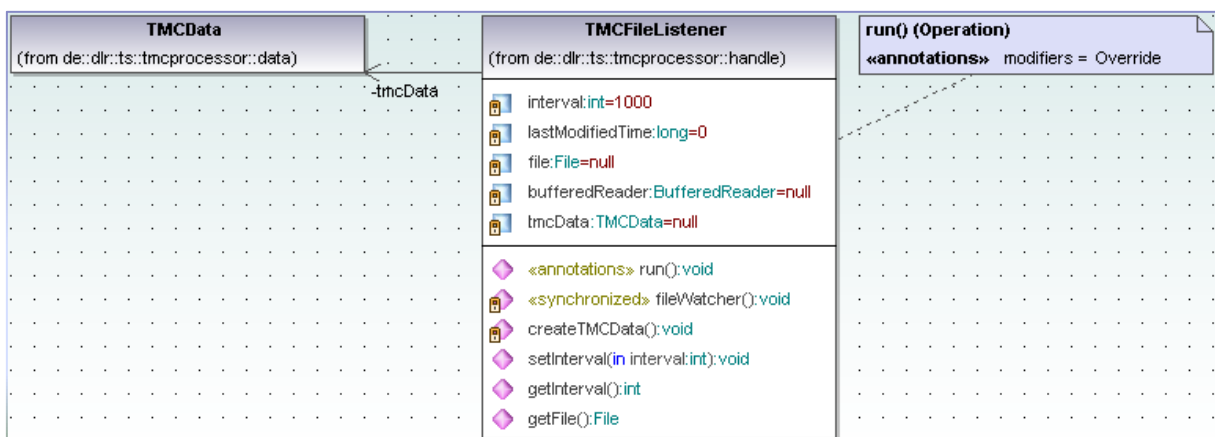 TMCData
(from de::dlr::ts::tmcprocessor::data)
-tmcData
TMCFileListener
(from de::dlr::ts::tmcprocessor::handle)
interval:int=1000
lastModifiedTime:long=0
file:File=null
bufferedReader:BufferedReader=null
tmcData:TMCData=null
«annotations» run():void
«synchronized» fileWatcher():void
createTMCData():void
setInterval(in interval:int):void
getInterval():int
getFile():File
run() (Operation)
«annotations» modifiers = Override